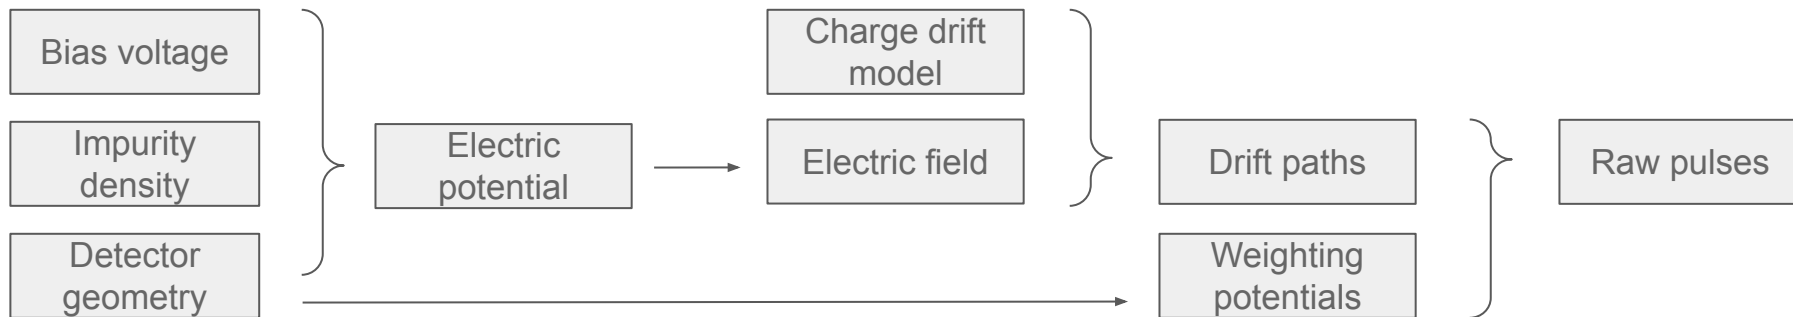 Bias voltage
Impurity
density
Detector
geometry
Electric
potential
Charge drift
model
Electric field
Drift paths
Weighting
potentials
Raw pulses